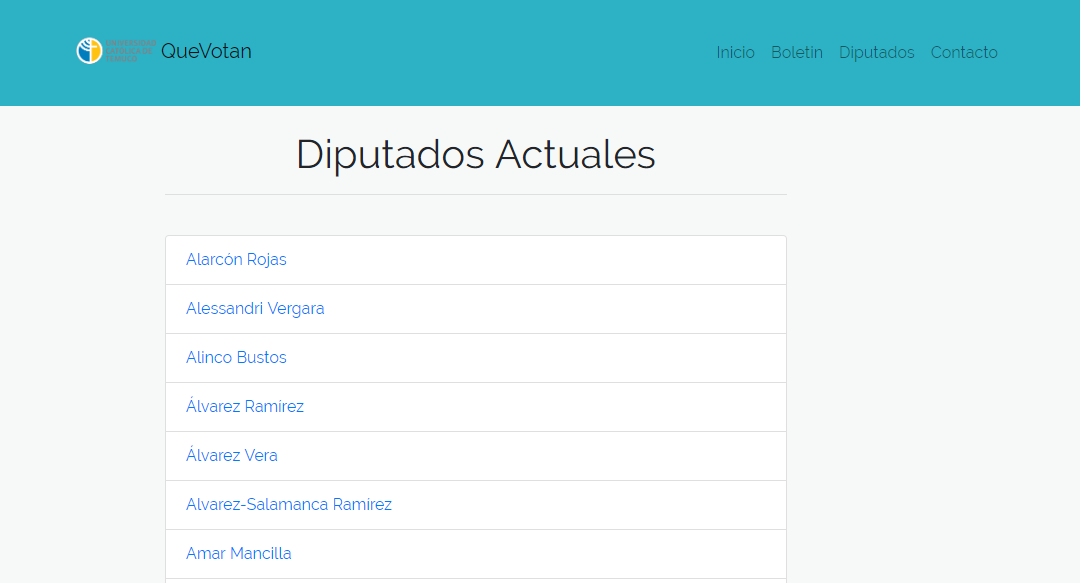 QueVotan
Inicio Boletin Diputados Contacto
Diputados Actuales
Alarcón Rojas
Alessandri Vergara
Alinco Bustos
Álvarez Ramírez
Álvarez Vera
Alvarez-Salamanca Ramirez
Amar Mancilla